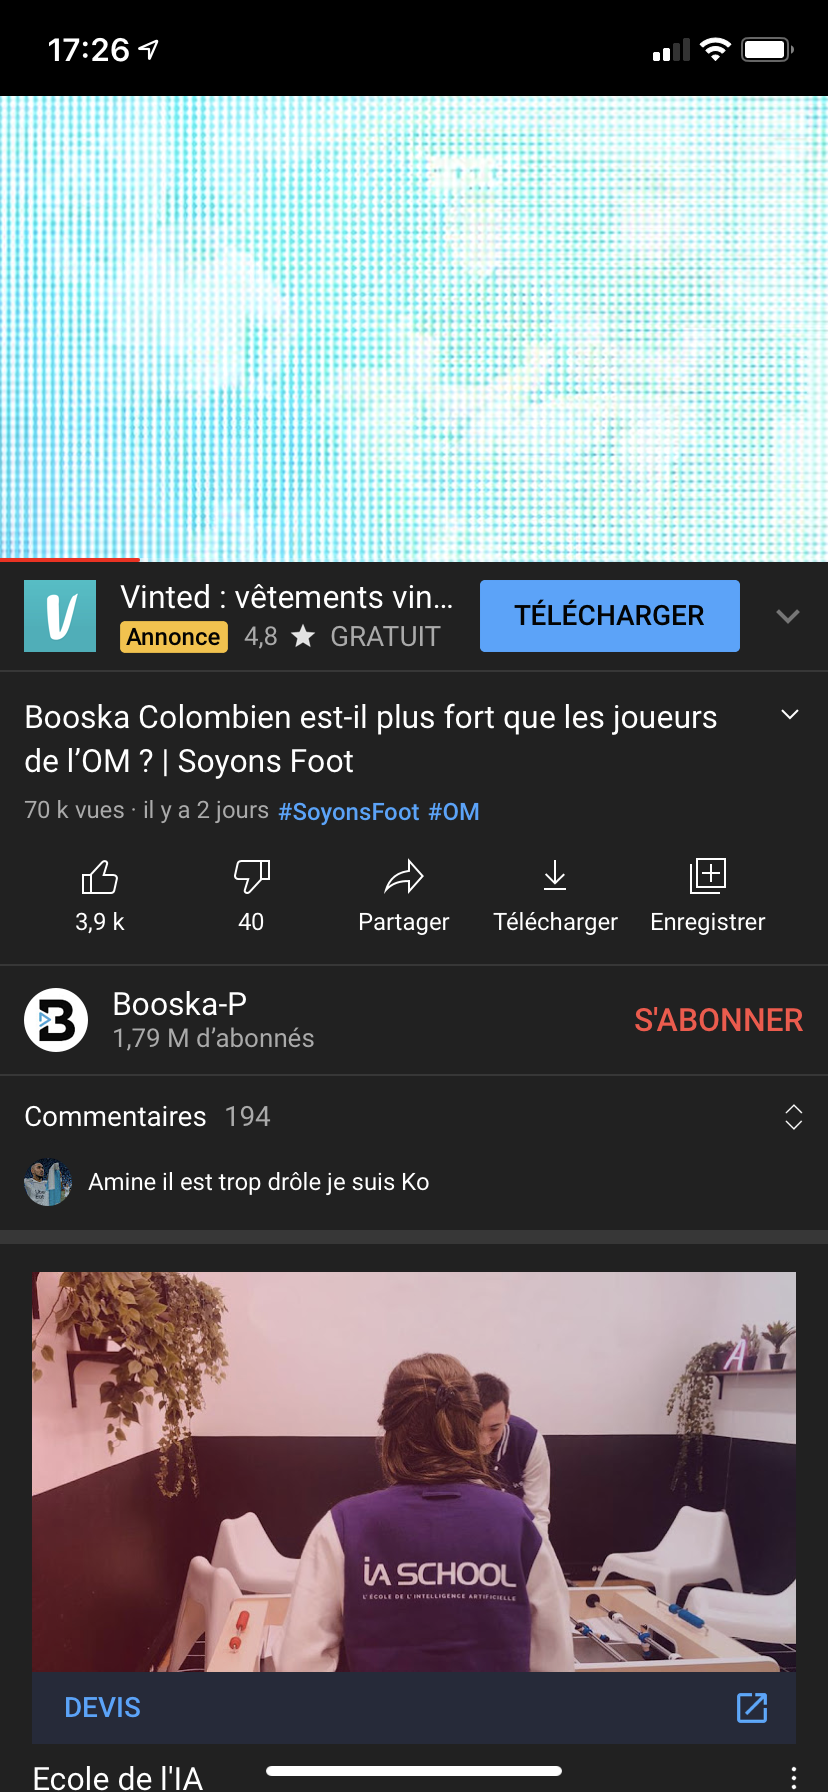 17:26
V
Vinted : vêtements vin...
Annonce 4,8 ★ GRATUIT
TÉLÉCHARGER
Booska Colombien est-il plus fort que les joueurs
de l’OM ? | Soyons Foot
70 k vues · il y a 2 jours #SoyonsFoot #OM
3,9 k 40 Partager Télécharger Enregistrer
B
Booska-P
1,79 M d’abonnés
S'ABONNER
Commentaires 194
Amine il est trop drôle je suis Ko
A
iA SCHOOL
L'ÉCOLE DE L'INTELLIGENCE ARTIFICIELLE
DEVIS
Ecole de l'IA